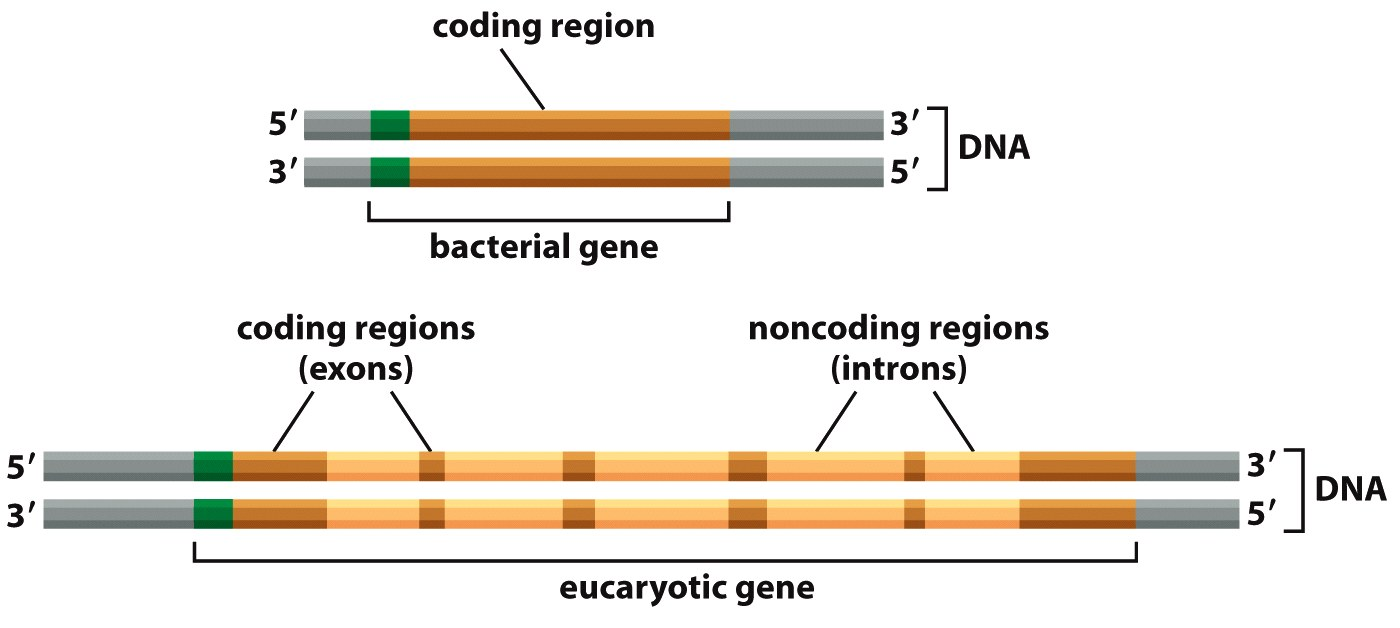 coding region
5′ 3′
DNA
3′ 5′
bacterial gene
coding regions
(exons)
noncoding regions
(introns)
5′ 3′
DNA
3′ 5′
eucaryotic gene